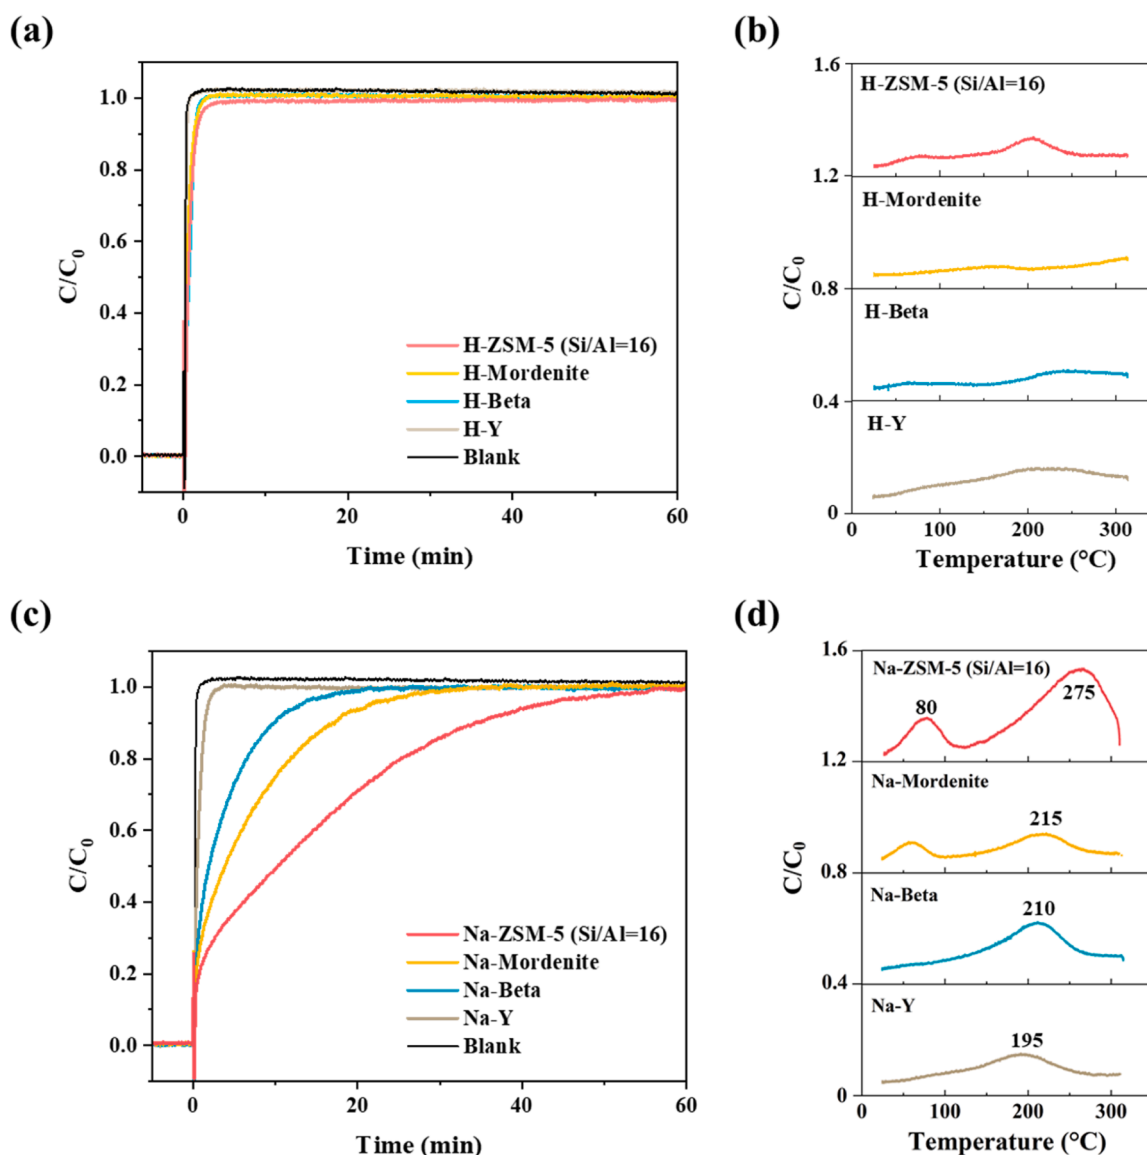 (a)
C/C0
1.0
0.8
0.6
0.4
0.2
0.0
H-ZSM-5 (Si/Al=16)
H-Mordenite
H-Beta
H-Y
Blank
0
20
40
60
Time (min)
(b)
C/C0
1.6
1.2
0.8
0.4
0
H-ZSM-5 (Si/Al=16)
H-Mordenite
H-Beta
H-Y
0
100
200
300
Temperature (°C)
(c)
C/C0
1.0
0.8
0.6
0.4
0.2
0.0
Na-ZSM-5 (Si/Al=16)
Na-Mordenite
Na-Beta
Na-Y
Blank
0
20
40
60
Time (min)
(d)
C/C0
1.6
1.2
0.8
0.4
0
Na-ZSM-5 (Si/Al=16)
80
275
Na-Mordenite
215
Na-Beta
210
Na-Y
195
0
100
200
300
Temperature (°C)